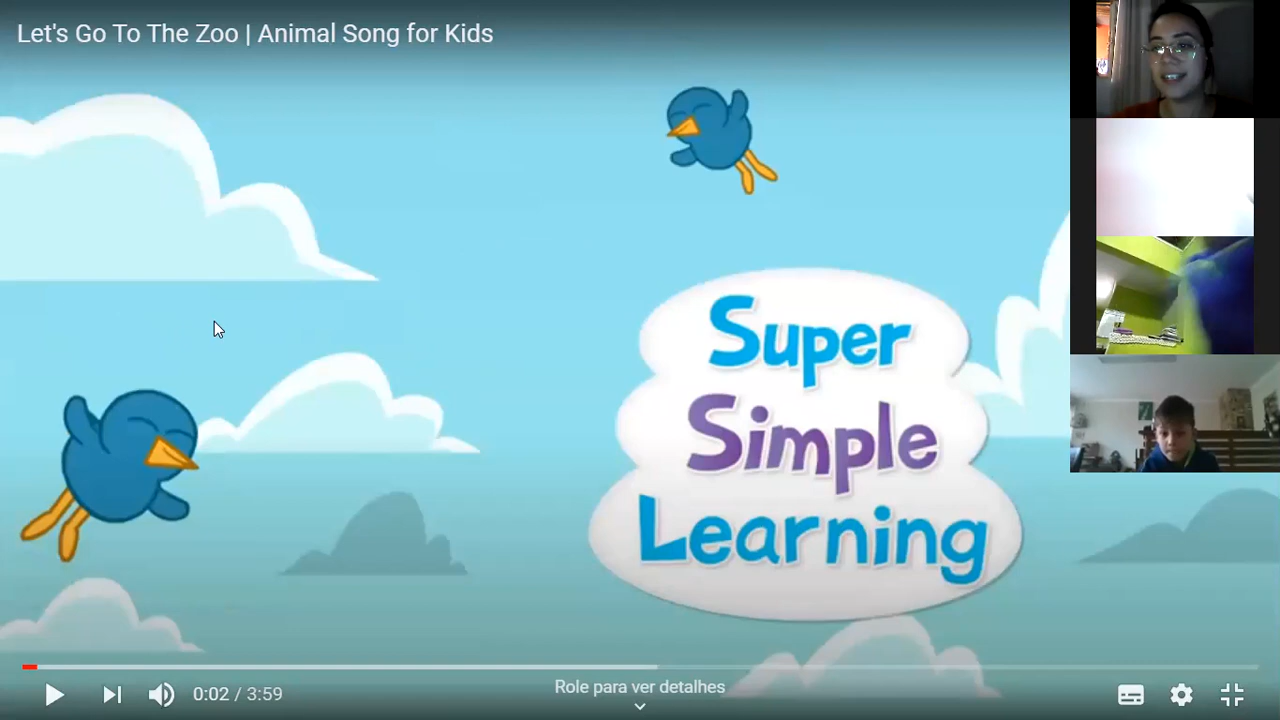 Let's Go To The Zoo | Animal Song for Kids
Super
Simple
Learning
0:02 / 3:59
Role para ver detalhes